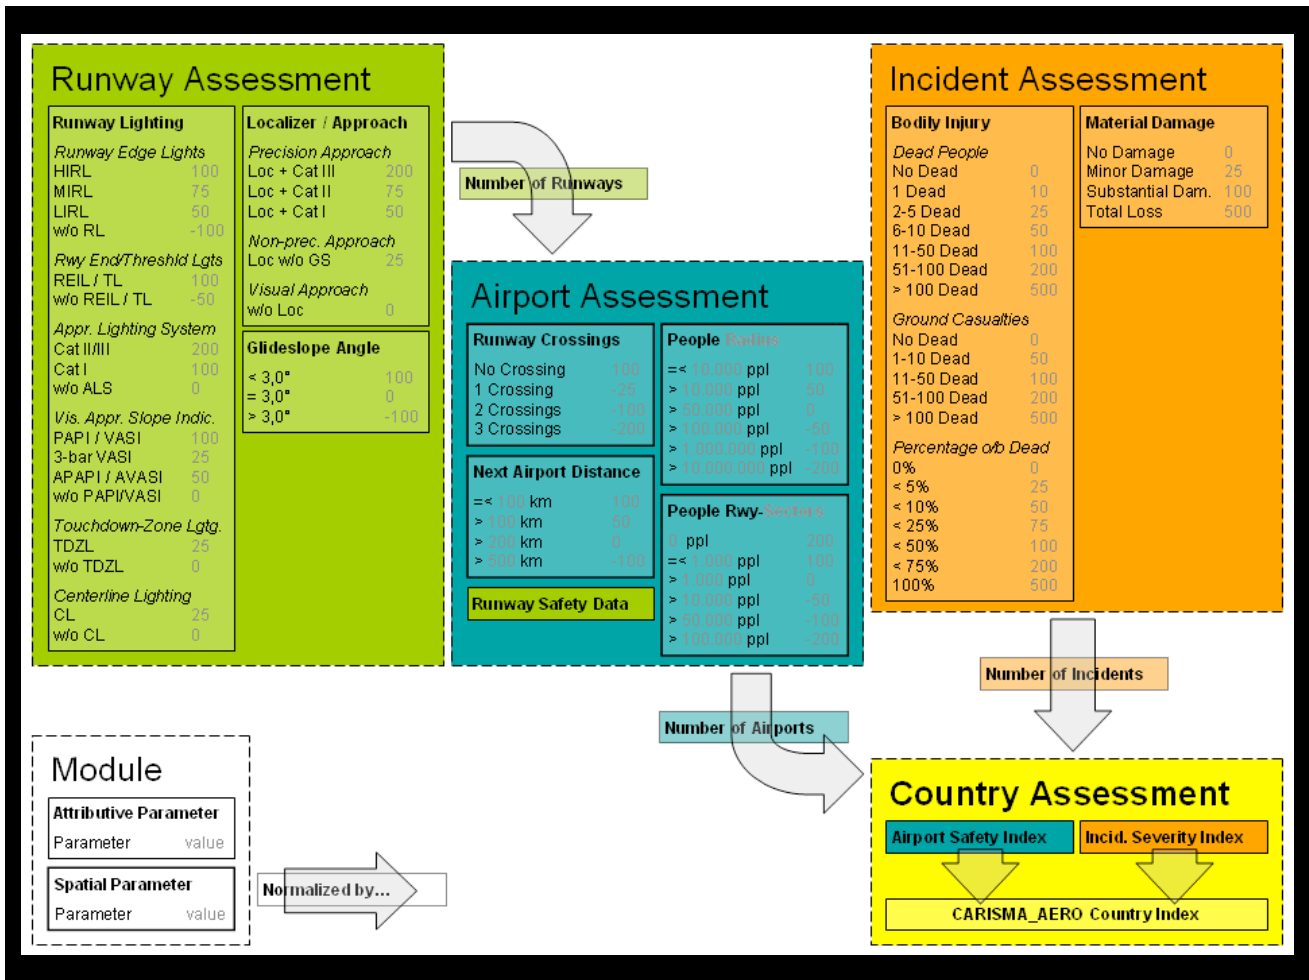 Runway Assessment
Runway Lighting
Runway Edge Lights
HIRL 100
MIRL 75
LIRL 50
w/o RL -100
Rwy End/Threshld Lgts
REIL / TL 100
w/o REIL / TL -50
Appr. Lighting System
Cat II/III 200
Cat I 100
w/o ALS 0
Vis. Appr. Slope Indic.
PAPI / VASI 100
3-bar VASI 25
APAPI / AVASI 50
w/o PAPI/VASI 0
Touchdown-Zone Lgtg.
TDZL 25
w/o TDZL 0
Centerline Lighting
CL 25
w/o CL 0
Localizer / Approach
Precision Approach
Loc + Cat III 200
Loc + Cat II 75
Loc + Cat I 50
Non-prec. Approach
Loc w/o GS 25
Visual Approach
w/o Loc 0
Glideslope Angle
< 3,0° 100
= 3,0° 0
> 3,0° -100
Number of Runways
Airport Assessment
Runway Crossings
No Crossing 100
1 Crossing -25
2 Crossings -100
3 Crossings -200
Next Airport Distance
=< 100 km 100
> 100 km 50
> 200 km 0
> 500 km -100
Runway Safety Data
People Radius
=< 10.000 ppl 100
> 10.000 ppl 50
> 50.000 ppl 0
> 100.000 ppl -50
> 1.000.000 ppl -100
> 10.000.000 ppl -200
People Rwy-Sectors
0 ppl 200
=< 1.000 ppl 100
> 1.000 ppl 0
> 10.000 ppl -50
> 50.000 ppl -100
> 100.000 ppl -200
Incident Assessment
Bodily Injury
Dead People
No Dead 0
1 Dead 10
2-5 Dead 25
6-10 Dead 50
11-50 Dead 100
51-100 Dead 200
> 100 Dead 500
Ground Casualties
No Dead 0
1-10 Dead 50
11-50 Dead 100
51-100 Dead 200
> 100 Dead 500
Percentage o/b Dead
0% 0
< 5% 25
< 10% 50
< 25% 75
< 50% 100
< 75% 200
100% 500
Material Damage
No Damage 0
Minor Damage 25
Substantial Dam. 100
Total Loss 500
Number of Incidents
Number of Airports
Module
Attributive Parameter
Parameter value
Spatial Parameter
Parameter value
Normalized by...
Country Assessment
Airport Safety Index
Incid. Severity Index
CARISMA_AERO Country Index